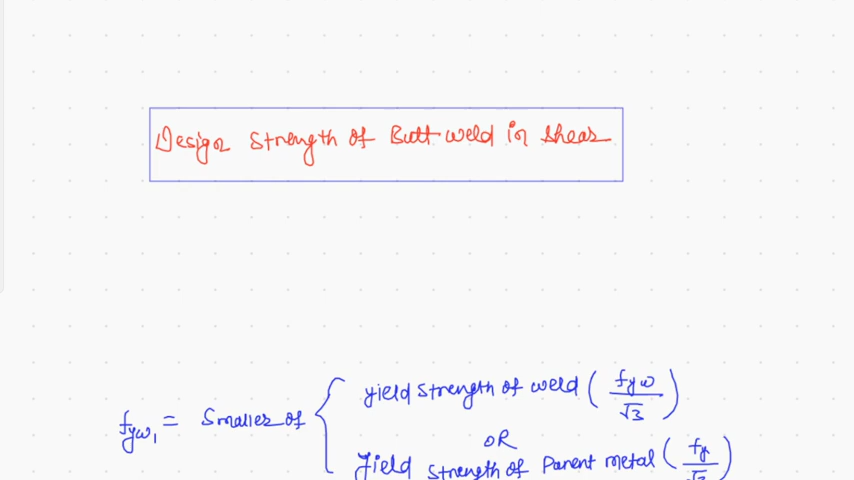 Design Strength of Butt weld in shear
yield strength of weld (fyw/√3)
fyw1 = Smaller of
OR
yield strength of Parent metal (fy/√3)